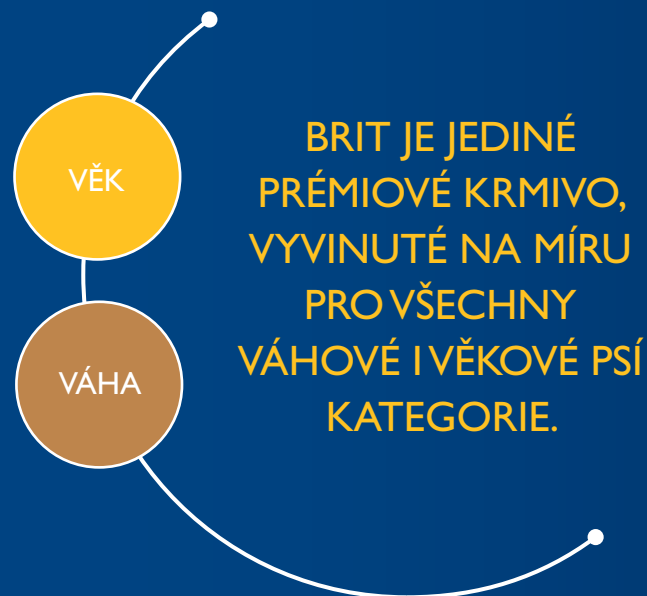 VĚK
VÁHA
BRIT JE JEDINÉ
PRÉMIOVÉ KRMIVO,
VYVINUTÉ NA MÍRU
PRO VŠECHNY
VÁHOVÉ I VĚKOVÉ PSÍ
KATEGORIE.